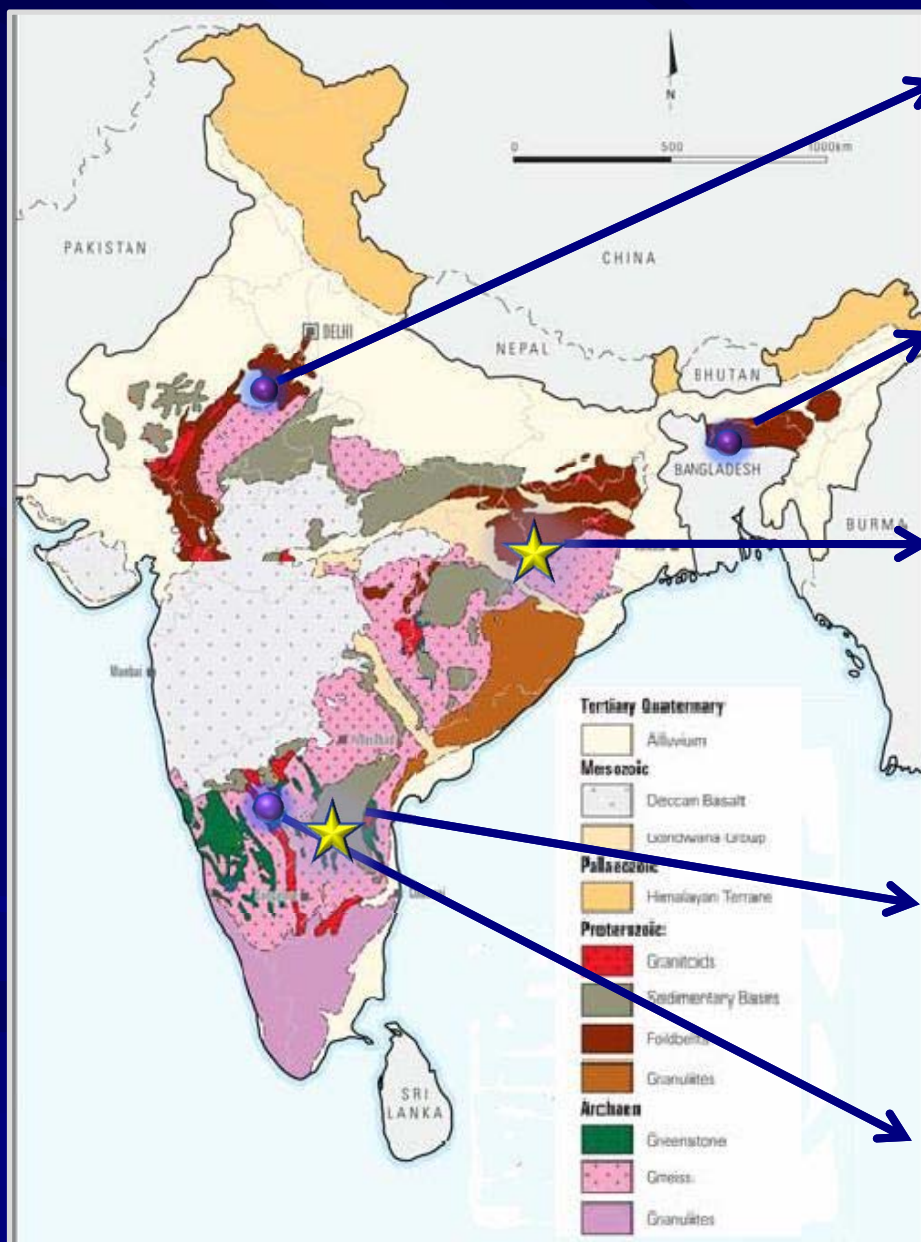 N
0 500 1000km
PAKISTAN
CHINA
DELHI
NEPAL
BHUTAN
BANGLADESH
BURMA
Mumbai
SRI
LANKA
Tertiary Quaternary
Alluvium
Mesozoic
Deccan Basalt
Gondwana Group
Palaeozoic
Himalayan Terrane
Proterozoic:
Granitoids
Sedimentary Bases
Foldbelts
Granulites
Archaen
Greenstone
Gneiss
Granulites